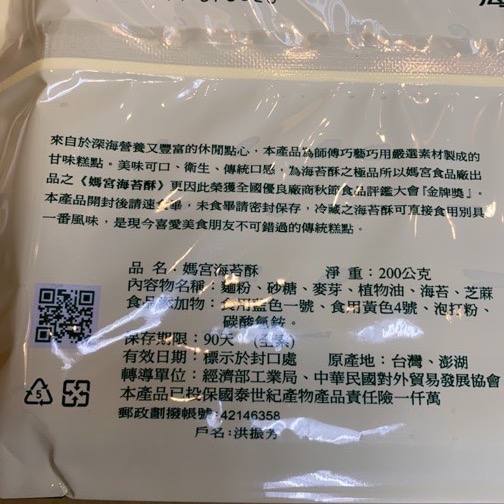 來自於深海營養又豐富的休閒點心，本產品為師傅巧藝巧用嚴選素材製成的
甘味糕點。美味可口、衛生、傳統口感，為海苔酥之極品所以媽宮食品廠出
品之《媽宮海苔酥》更因此榮獲全國優良廠商秋節食品評鑑大會『金牌獎』。
本產品開封後請速食畢，未食畢請密封保存，冷藏之海苔酥可直接食用別具
一番風味，是現今喜愛美食朋友不可錯過的傳統糕點。
品名：媽宮海苔酥 淨重：200公克
內容物名稱：麵粉、砂糖、麥芽、植物油、海苔、芝麻
食品添加物：食用藍色一號、食用黃色4號、泡打粉、
碳酸氫銨。
保存期限：90天 (全素)
有效日期：標示於封口處 原產地：台灣、澎湖
轉導單位：經濟部工業局、中華民國對外貿易發展協會
本產品已投保國泰世紀產物產品責任險一仟萬
郵政劃撥帳號：42146358
戶名：洪振芳
5